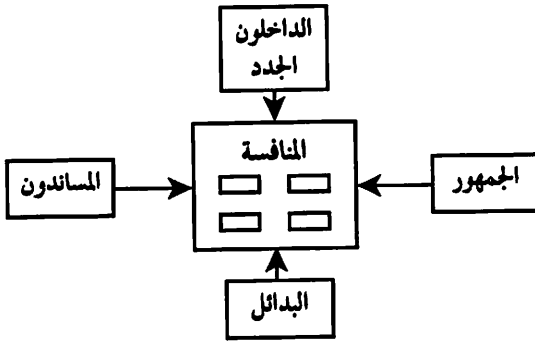 الداخلون
الجدد
المنافسة
الجمهور
المساندون
البدائل